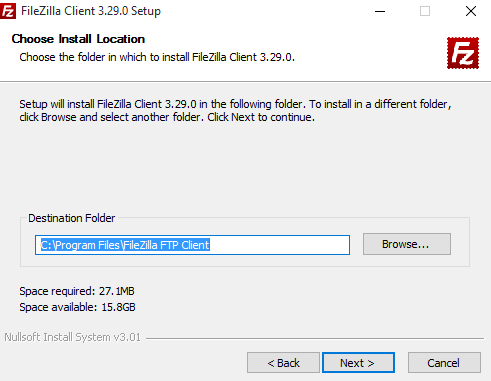 FileZilla Client 3.29.0 Setup
Choose Install Location
Choose the folder in which to install FileZilla Client 3.29.0.
Setup will install FileZilla Client 3.29.0 in the following folder. To install in a different folder,
click Browse and select another folder. Click Next to continue.
Destination Folder
C:\Program Files\FileZilla FTP Client
Browse...
Space required: 27.1MB
Space available: 15.8GB
Nullsoft Install System v3.01
< Back
Next >
Cancel